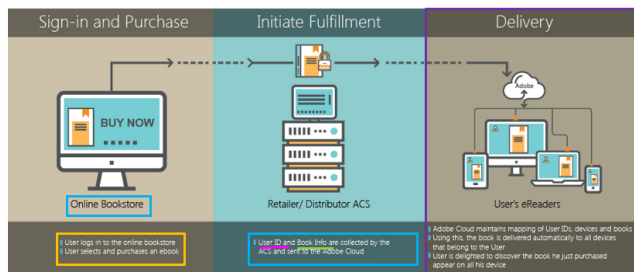 Sign-in and Purchase
Initiate Fulfillment
Delivery
BUY NOW
Adobe
Online Bookstore
Retailer/ Distributor ACS
User's eReaders
User logs in to the online bookstore
User selects and purchases an ebook
User ID and Book Info are collected by the
ACS and sent to the Adobe Cloud
Adobe Cloud maintains mapping of User IDs, devices and books
Using this, the book is delivered automatically to all devices
that belong to the User
User is delighted to discover the book he just purchased
appear on all his device